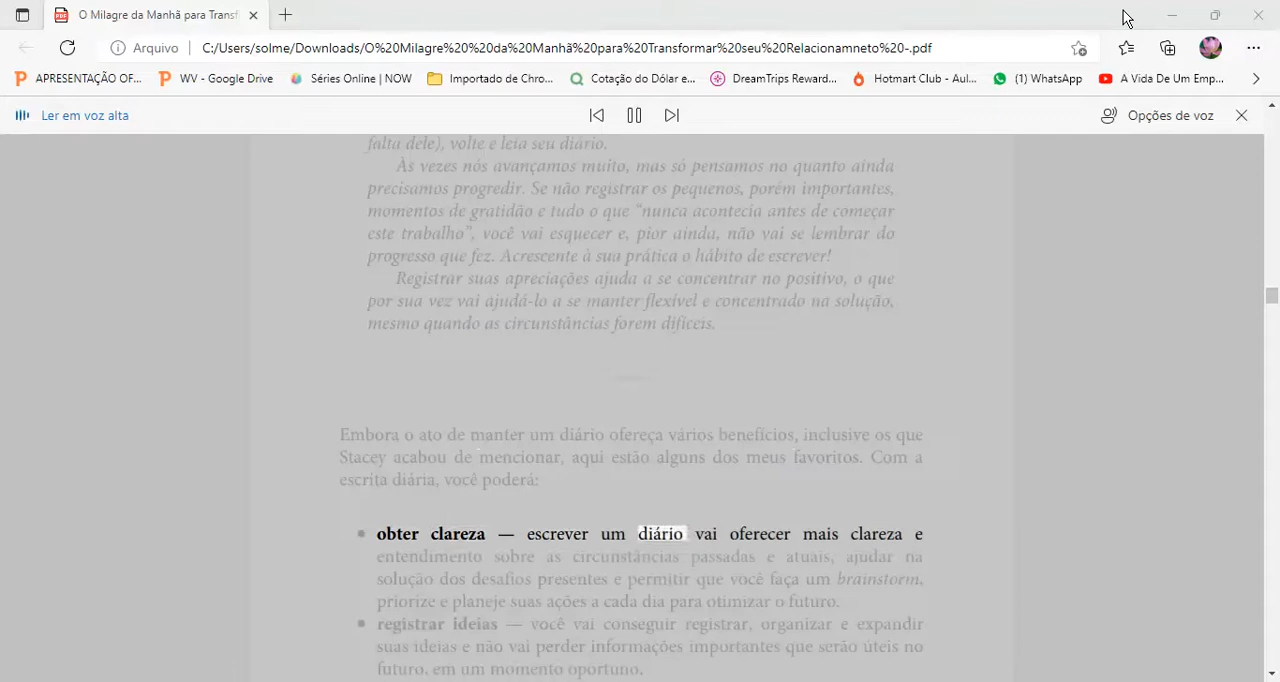 O Milagre da Manhã para Transf
Arquivo
C:/Users/solme/Downloads/O%20Milagre%20%20da%20Manhã%20para%20Transformar%20seu%20Relacionamneto%20-.pdf
APRESENTAÇÃO OF...
WV - Google Drive
Séries Online | NOW
Importado de Chro...
Cotação do Dólar e...
DreamTrips Reward...
Hotmart Club - Aul...
(1) WhatsApp
A Vida De Um Emp...
Ler em voz alta
Opções de voz
falta dele), volte e leia seu diário.
Às vezes nós avançamos muito, mas só pensamos no quanto ainda
precisamos progredir. Se não registrar os pequenos, porém importantes,
momentos de gratidão e tudo o que “nunca acontecia antes de começar
este trabalho”, você vai esquecer e, pior ainda, não vai se lembrar do
progresso que fez. Acrescente à sua prática o hábito de escrever!
Registrar suas apreciações ajuda a se concentrar no positivo, o que
por sua vez vai ajudá-lo a se manter flexível e concentrado na solução,
mesmo quando as circunstâncias forem difíceis.
Embora o ato de manter um diário ofereça vários benefícios, inclusive os que
Stacey acabou de mencionar, aqui estão alguns dos meus favoritos. Com a
escrita diária, você poderá:
• obter clareza — escrever um diário vai oferecer mais clareza e
entendimento sobre as circunstâncias passadas e atuais, ajudar na
solução dos desafios presentes e permitir que você faça um brainstorm,
priorize e planeje suas ações a cada dia para otimizar o futuro.
• registrar ideias — você vai conseguir registrar, organizar e expandir
suas ideias e não vai perder informações importantes que serão úteis no
futuro, em um momento oportuno.